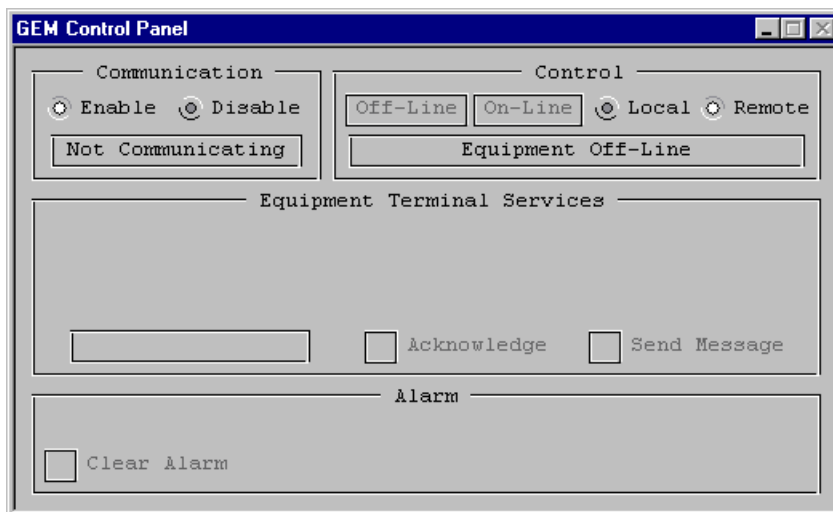 GEM Control Panel
Communication
Enable Disable
Not Communicating
Control
Off-Line On-Line Local Remote
Equipment Off-Line
Equipment Terminal Services
Acknowledge Send Message
Alarm
Clear Alarm